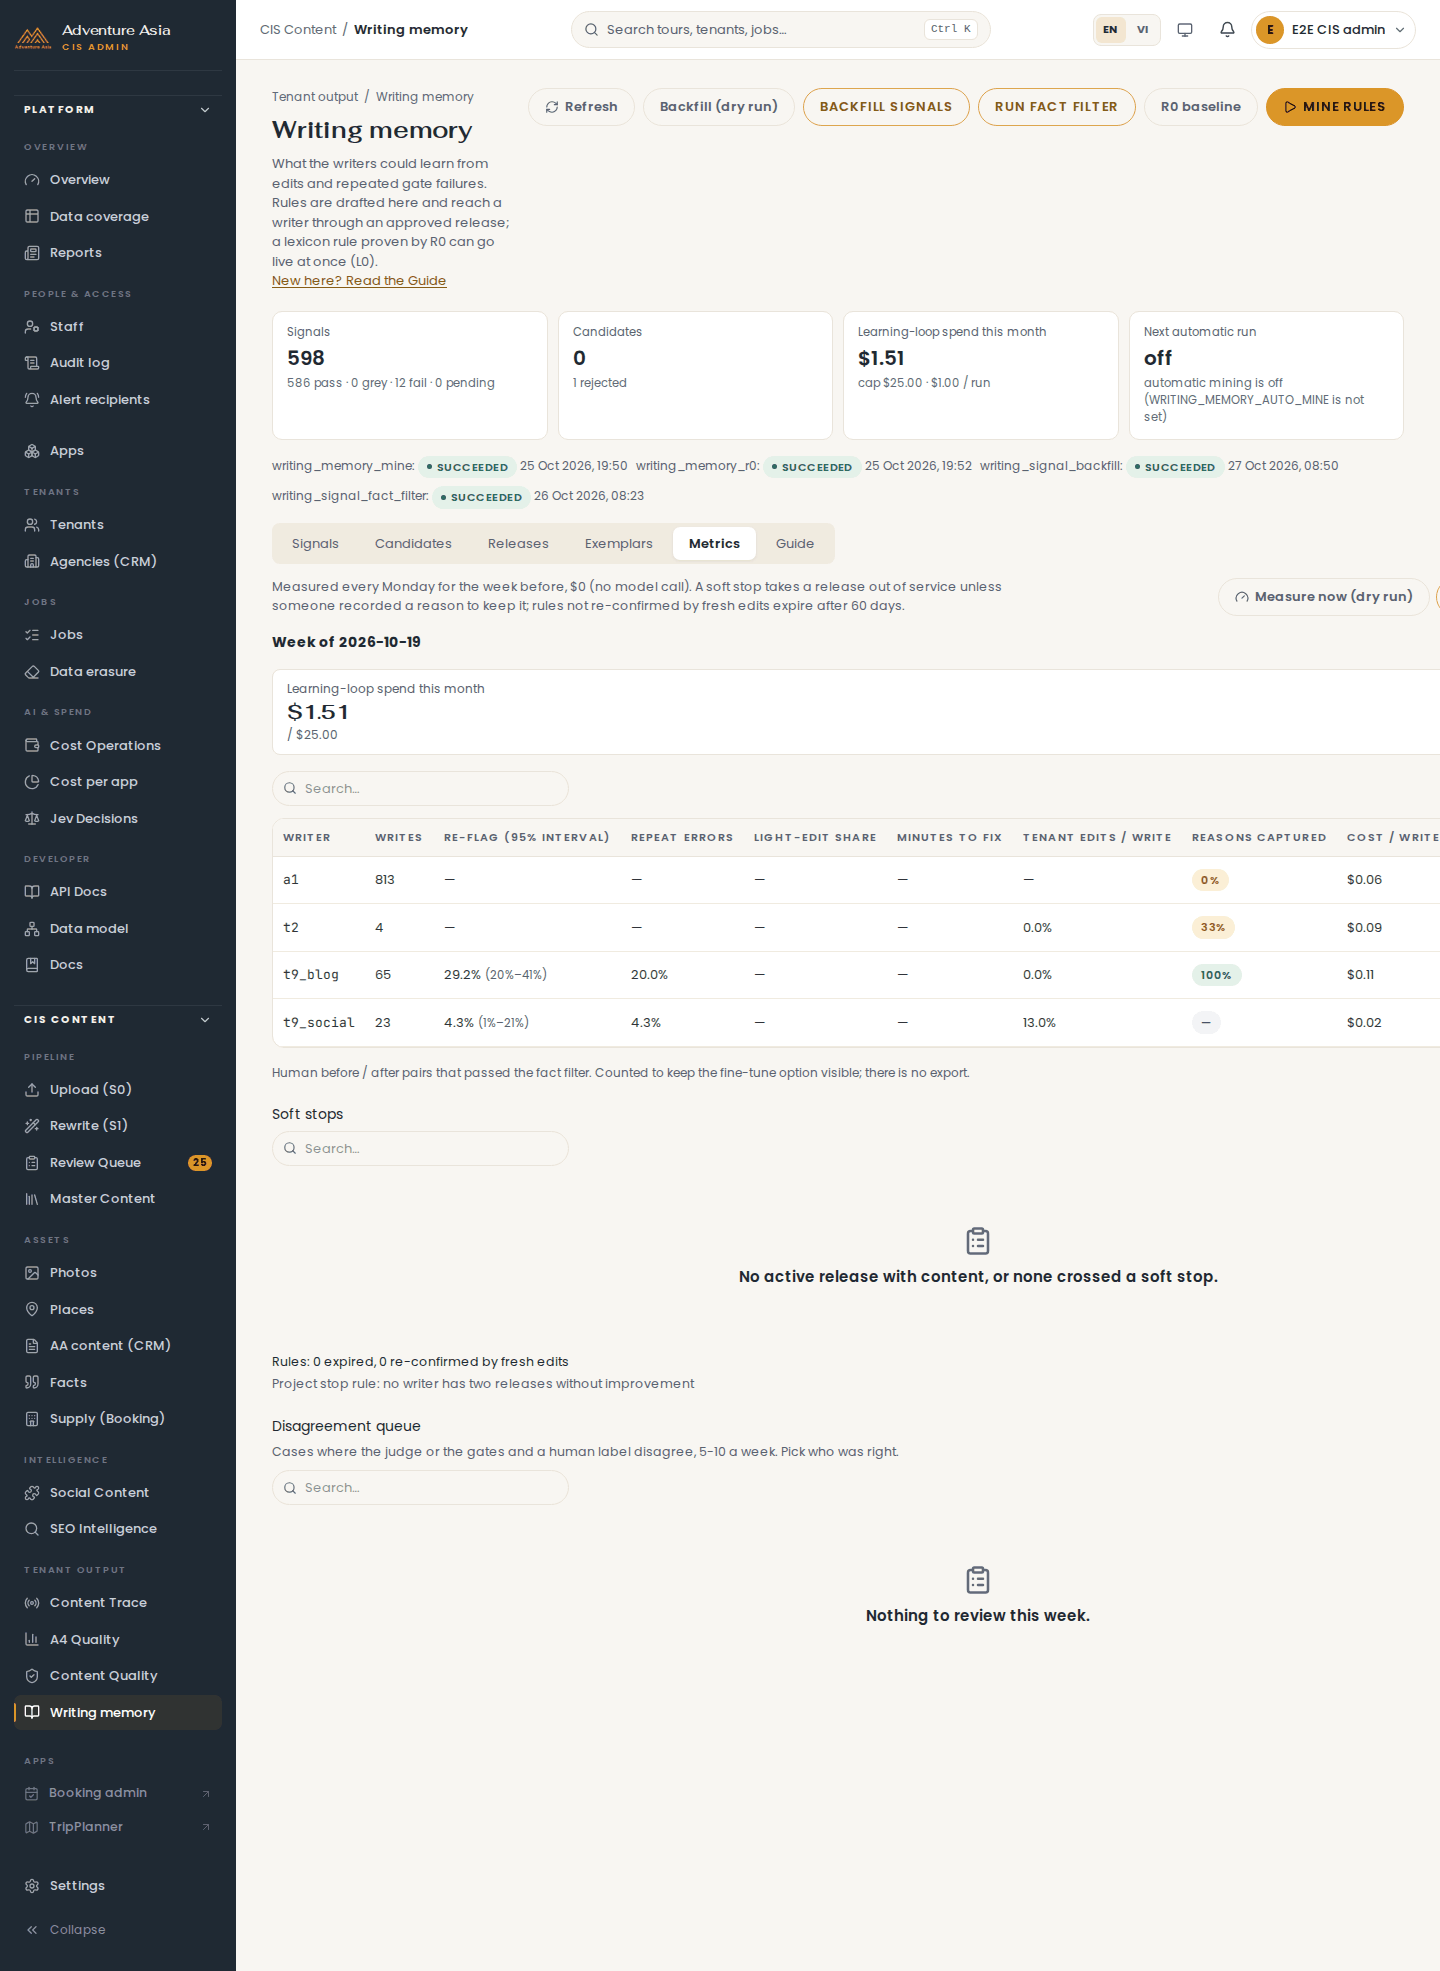 Adventure Asia
CIS ADMIN
Adventure Asia
PLATFORM
OVERVIEW
Overview
Data coverage
Reports
PEOPLE & ACCESS
Staff
Audit log
Alert recipients
Apps
TENANTS
Tenants
Agencies (CRM)
JOBS
Jobs
Data erasure
AI & SPEND
Cost Operations
Cost per app
Jev Decisions
DEVELOPER
API Docs
Data model
Docs
CIS CONTENT
PIPELINE
Upload (S0)
Rewrite (S1)
Review Queue 25
Master Content
ASSETS
Photos
Places
AA content (CRM)
Facts
Supply (Booking)
INTELLIGENCE
Social Content
SEO Intelligence
TENANT OUTPUT
Content Trace
A4 Quality
Content Quality
Writing memory
APPS
Booking admin
TripPlanner
Settings
Collapse
CIS Content / Writing memory
Search tours, tenants, jobs... Ctrl K
EN VI
E E2E CIS admin
Tenant output / Writing memory
Refresh
Backfill (dry run)
BACKFILL SIGNALS
RUN FACT FILTER
R0 baseline
MINE RULES
Writing memory
What the writers could learn from
edits and repeated gate failures.
Rules are drafted here and reach a
writer through an approved release;
a lexicon rule proven by R0 can go
live at once (L0).
New here? Read the Guide
Signals
598
586 pass · 0 grey · 12 fail · 0 pending
Candidates
0
1 rejected
Learning-loop spend this month
$1.51
cap $25.00 · $1.00 / run
Next automatic run
off
automatic mining is off
(WRITING_MEMORY_AUTO_MINE is not
set)
writing_memory_mine: SUCCEEDED 25 Oct 2026, 19:50 writing_memory_r0: SUCCEEDED 25 Oct 2026, 19:52 writing_signal_backfill: SUCCEEDED 27 Oct 2026, 08:50
writing_signal_fact_filter: SUCCEEDED 26 Oct 2026, 08:23
Signals Candidates Releases Exemplars Metrics Guide
Measured every Monday for the week before, $0 (no model call). A soft stop takes a release out of service unless
someone recorded a reason to keep it; rules not re-confirmed by fresh edits expire after 60 days.
Measure now (dry run)
Week of 2026-10-19
Learning-loop spend this month
$1.51
/ $25.00
Search...
WRITER WRITES RE-FLAG (95% INTERVAL) REPEAT ERRORS LIGHT-EDIT SHARE MINUTES TO FIX TENANT EDITS / WRITE REASONS CAPTURED COST / WRITE
a1 813 — — — — — 0% $0.06
t2 4 — — — — 0.0% 33% $0.09
t9_blog 65 29.2% (20%–41%) 20.0% — — 0.0% 100% $0.11
t9_social 23 4.3% (1%–21%) 4.3% — — 13.0% — $0.02
Human before / after pairs that passed the fact filter. Counted to keep the fine-tune option visible; there is no export.
Soft stops
Search...
No active release with content, or none crossed a soft stop.
Rules: 0 expired, 0 re-confirmed by fresh edits
Project stop rule: no writer has two releases without improvement
Disagreement queue
Cases where the judge or the gates and a human label disagree, 5-10 a week. Pick who was right.
Search...
Nothing to review this week.